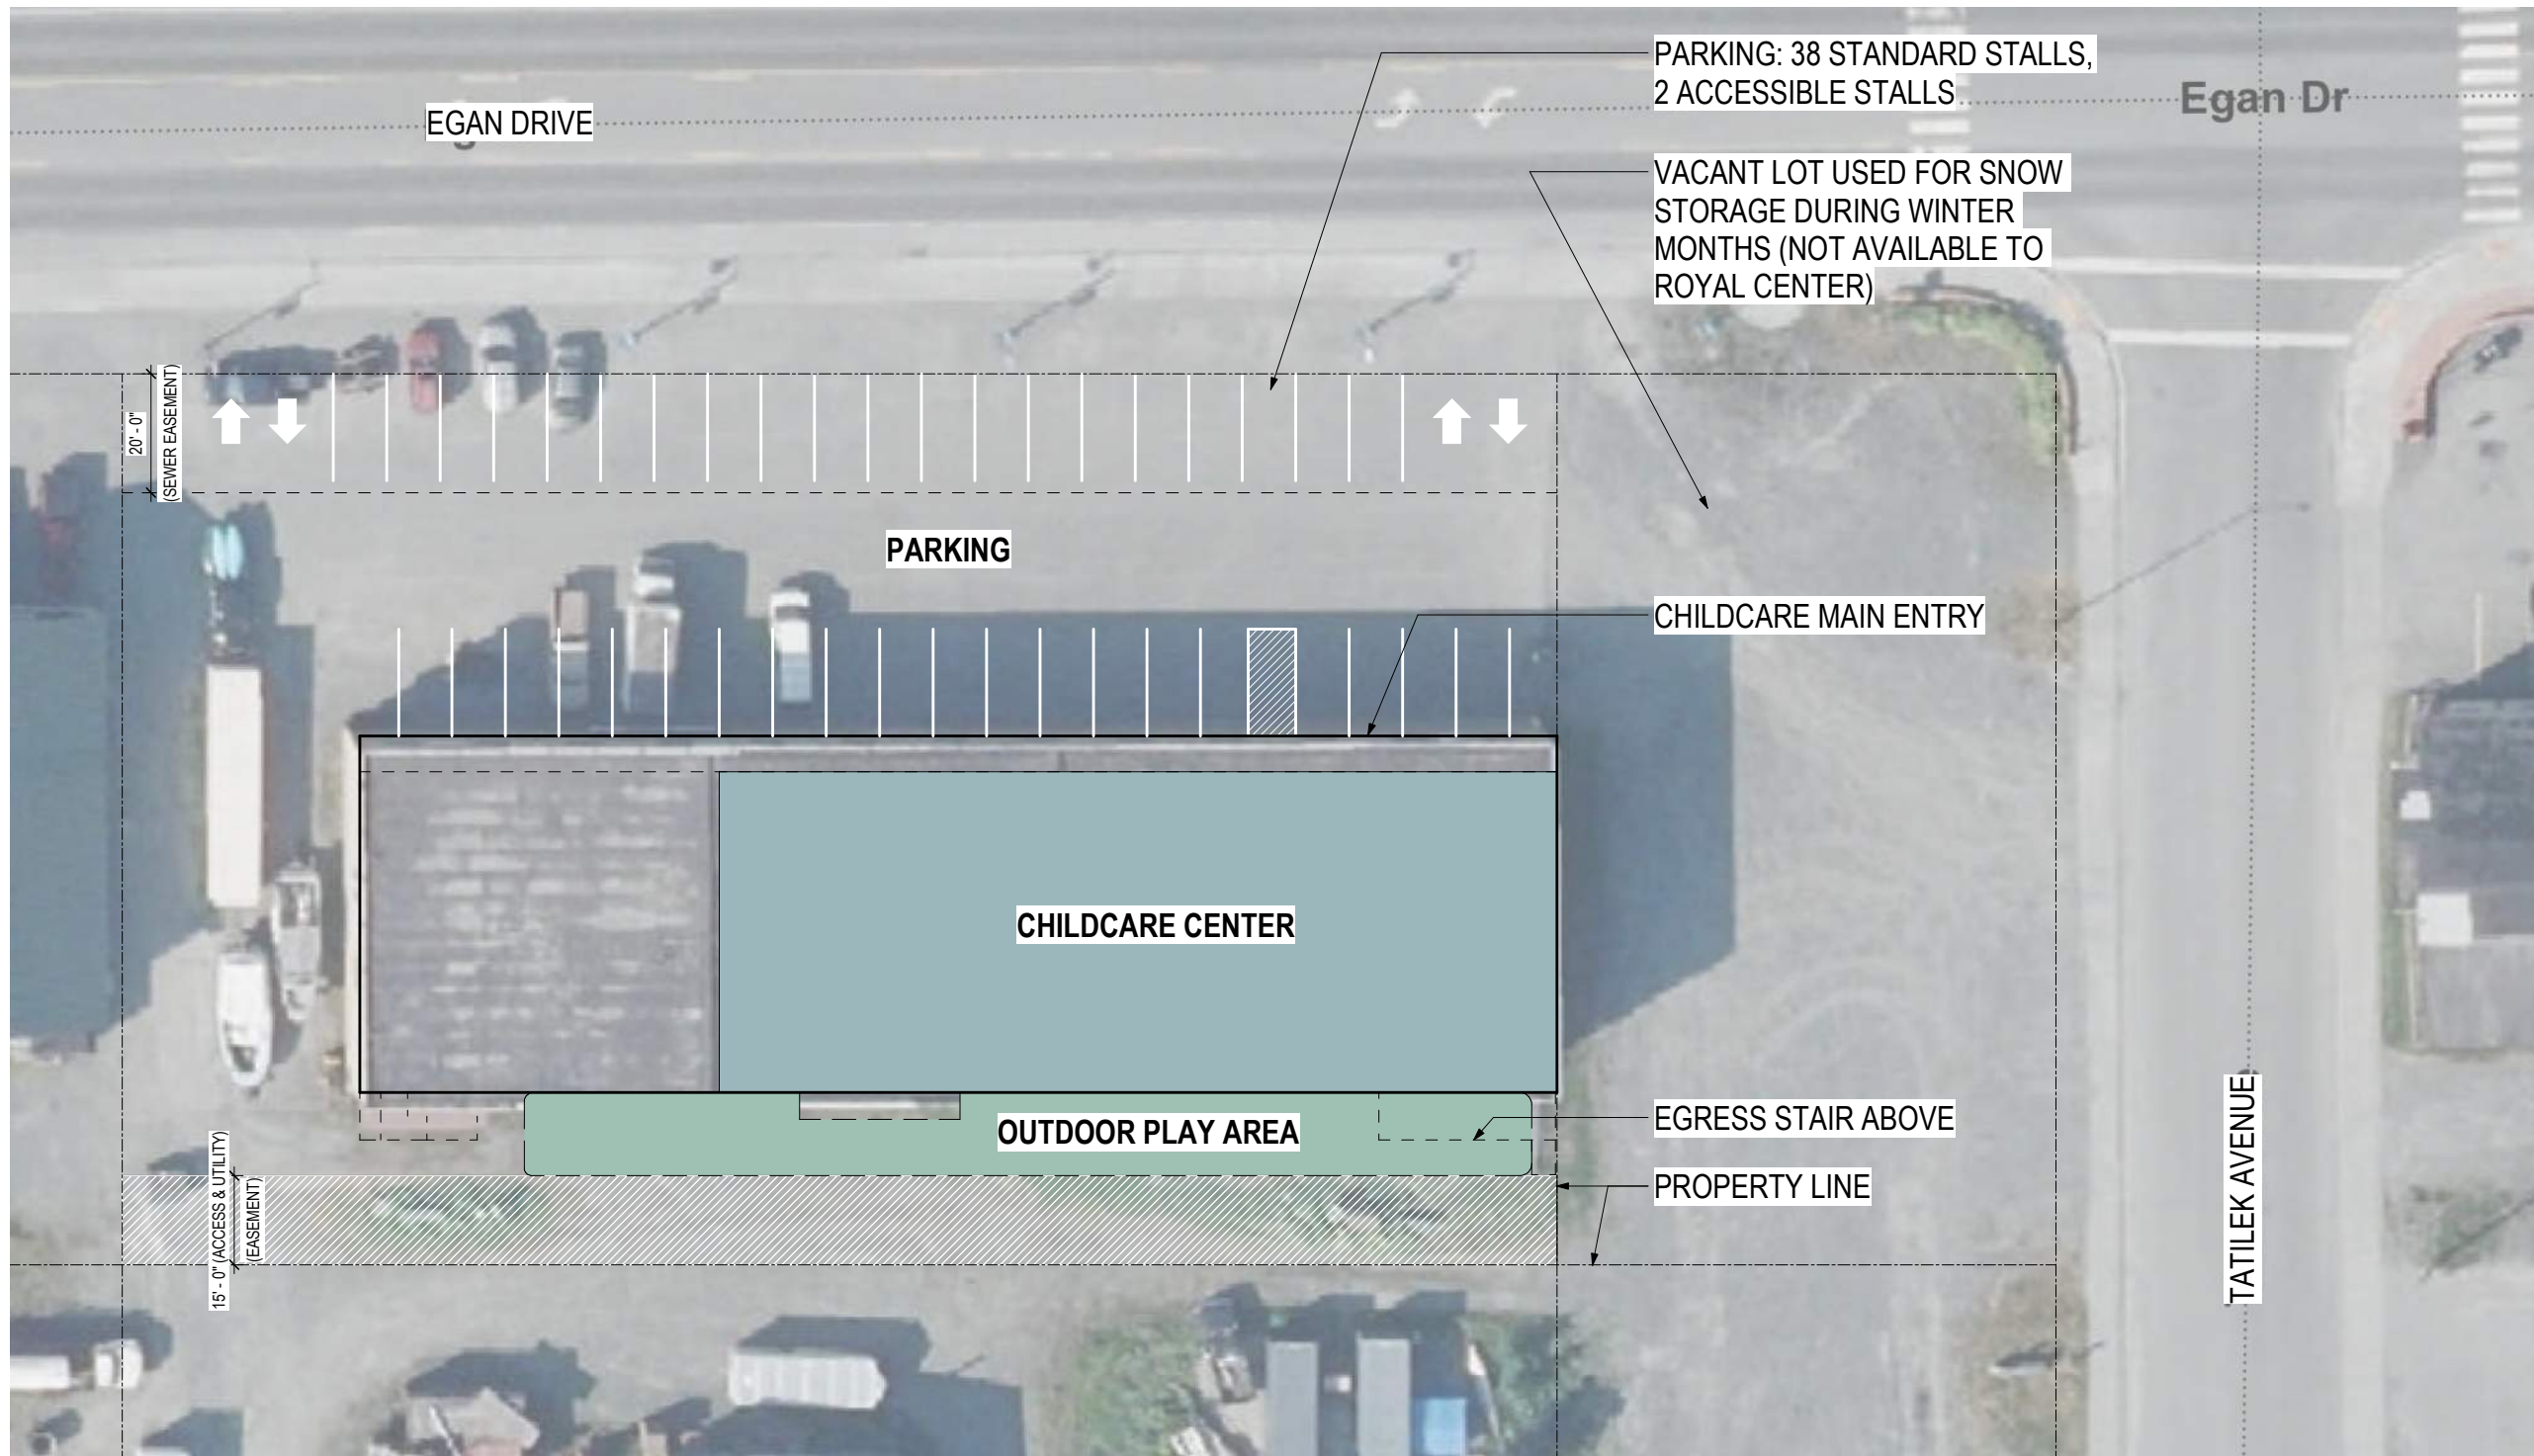 PARKING: 38 STANDARD STALLS,
2 ACCESSIBLE STALLS
EGAN DRIVE
Egan Dr
VACANT LOT USED FOR SNOW
STORAGE DURING WINTER
MONTHS (NOT AVAILABLE TO
ROYAL CENTER)
20' - 0"
(SEWER EASEMENT)
PARKING
CHILDCARE MAIN ENTRY
CHILDCARE CENTER
OUTDOOR PLAY AREA
EGRESS STAIR ABOVE
PROPERTY LINE
15' - 0" (ACCESS & UTILITY)
(EASEMENT)
TATILEK AVENUE